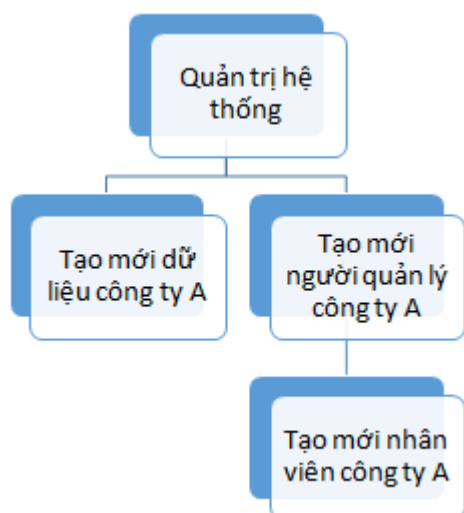 Quản trị hệ
thống
Tạo mới dữ
liệu công ty A
Tạo mới
người quản lý
công ty A
Tạo mới nhân
viên công ty A